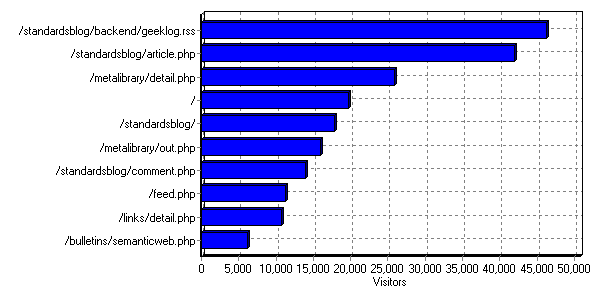 /standardsblog/backend/geeklog.rss
/standardsblog/article.php
/metalibrary/detail.php
/
/standardsblog/
/metalibrary/out.php
/standardsblog/comment.php
/feed.php
/links/detail.php
/bulletins/semanticweb.php
0 5,000 10,000 15,000 20,000 25,000 30,000 35,000 40,000 45,000 50,000
Visitors